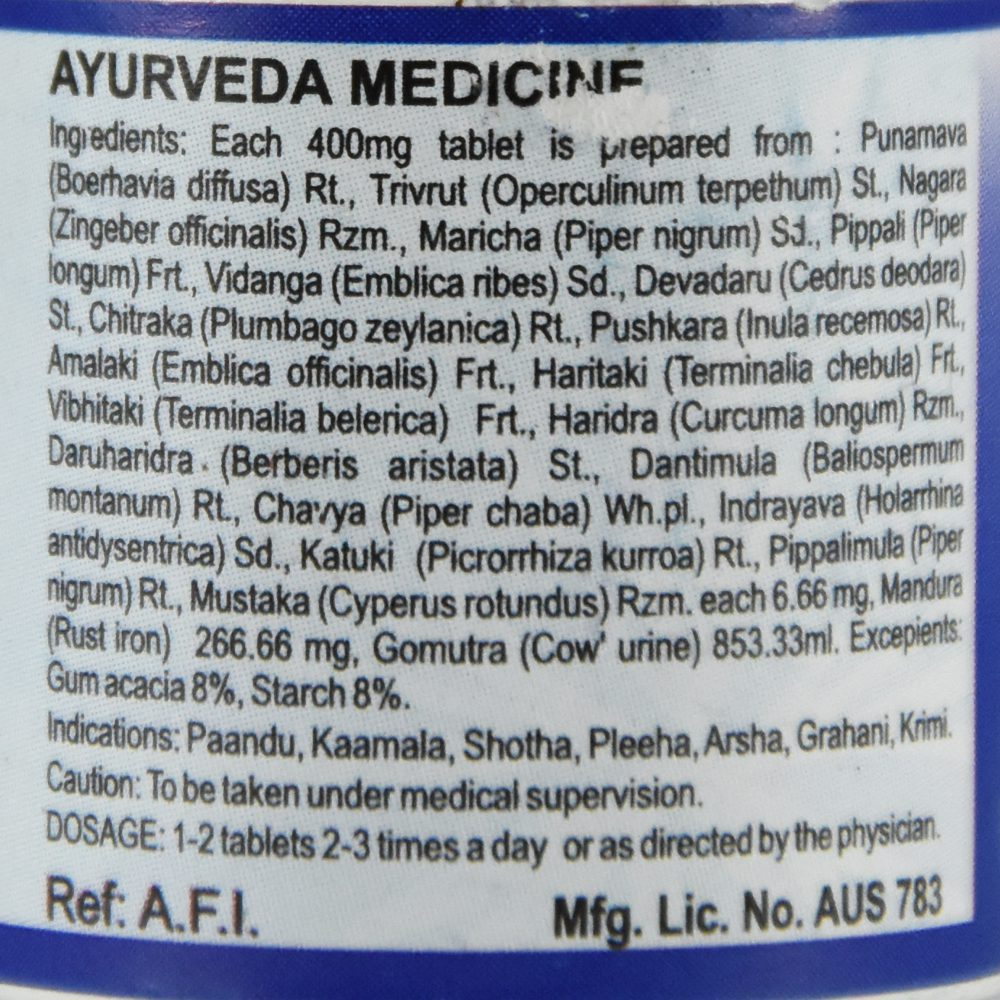 AYURVEDA MEDICINE
Ingredients: Each 400mg tablet is prepared from : Punarnava
(Boerhavia diffusa) Rt., Trivrut (Operculinum terpethum) St., Nagara
(Zingeber officinalis) Rzm., Maricha (Piper nigrum) Sd., Pippali (Piper
longum) Frt., Vidanga (Emblica ribes) Sd., Devadaru (Cedrus deodara)
St., Chitraka (Plumbago zeylanica) Rt., Pushkara (Inula recemosa) Rt.,
Amalaki (Emblica officinalis) Frt., Haritaki (Terminalia chebula) Frt.,
Vibhitaki (Terminalia belerica) Frt., Haridra (Curcuma longum) Rzm.,
Daruharidra. (Berberis aristata) St., Dantimula (Baliospermum
montanum) Rt., Chavya (Piper chaba) Wh.pl., Indrayava (Holarrhina
antidysentrica) Sd., Katuki (Picrorrhiza kurroa) Rt., Pippalimula (Piper
nigrum) Rt., Mustaka (Cyperus rotundus) Rzm. each 6.66 mg, Mandura
(Rust iron) 266.66 mg, Gomutra (Cow' urine) 853.33ml. Excepients:
Gum acacia 8%, Starch 8%.
Indications: Paandu, Kaamala, Shotha, Pleeha, Arsha, Grahani, Krimi.
Caution: To be taken under medical supervision.
DOSAGE: 1-2 tablets 2-3 times a day or as directed by the physician.
Ref: A.F.I. Mfg. Lic. No. AUS 783